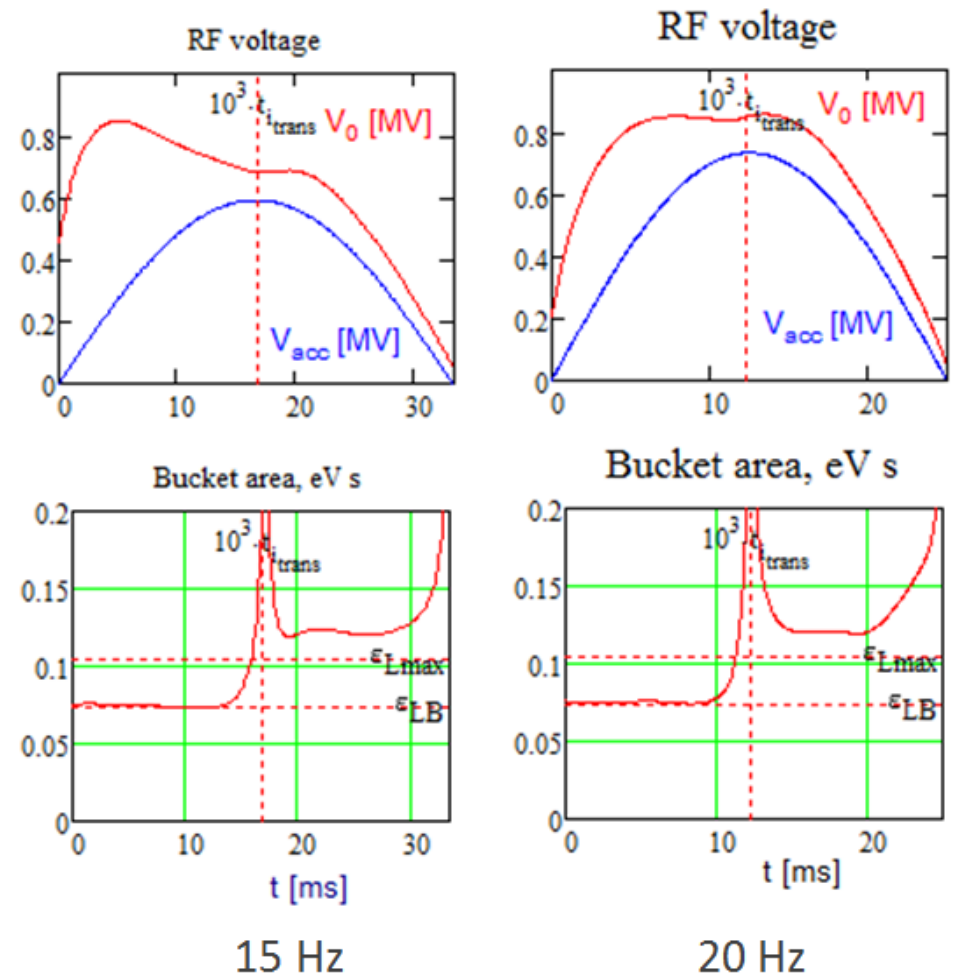 RF voltage
10³·t_i_trans V₀ [MV]
0.8
0.6
0.4
V_acc [MV]
0.2
0
0 10 20 30
RF voltage
10³·t_i_trans V₀ [MV]
0.8
0.6
0.4
V_acc [MV]
0.2
0
0 10 20
Bucket area, eV s
0.2
10³·t_i_trans
0.15
0.1
ε_Lmax
ε_LB
0.05
0
0 10 20 30
t [ms]
15 Hz
Bucket area, eV s
0.2
10³·t_i_trans
0.15
0.1
ε_Lmax
ε_LB
0.05
0
0 10 20
t [ms]
20 Hz